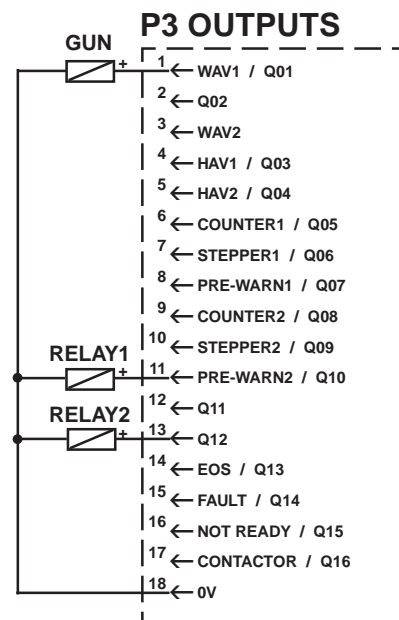 P3 OUTPUTS
GUN
+ 1 WAV1 / Q01
2 Q02
3 WAV2
4 HAV1 / Q03
5 HAV2 / Q04
6 COUNTER1 / Q05
7 STEPPER1 / Q06
8 PRE-WARN1 / Q07
9 COUNTER2 / Q08
10 STEPPER2 / Q09
RELAY1
+ 11 PRE-WARN2 / Q10
12 Q11
RELAY2
+ 13 Q12
14 EOS / Q13
15 FAULT / Q14
16 NOT READY / Q15
17 CONTACTOR / Q16
18 0V